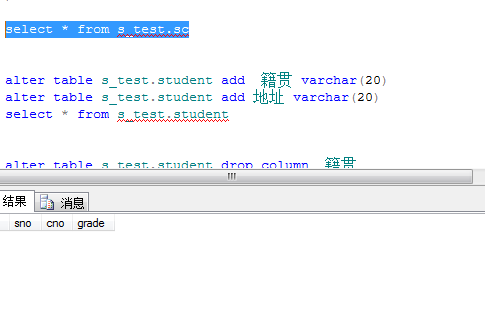 select * from s_test.sc
alter table s_test.student add 籍贯 varchar(20)
alter table s_test.student add 地址 varchar(20)
select * from s_test.student
alter table s_test.student drop column 籍贯
结果 消息
sno cno grade